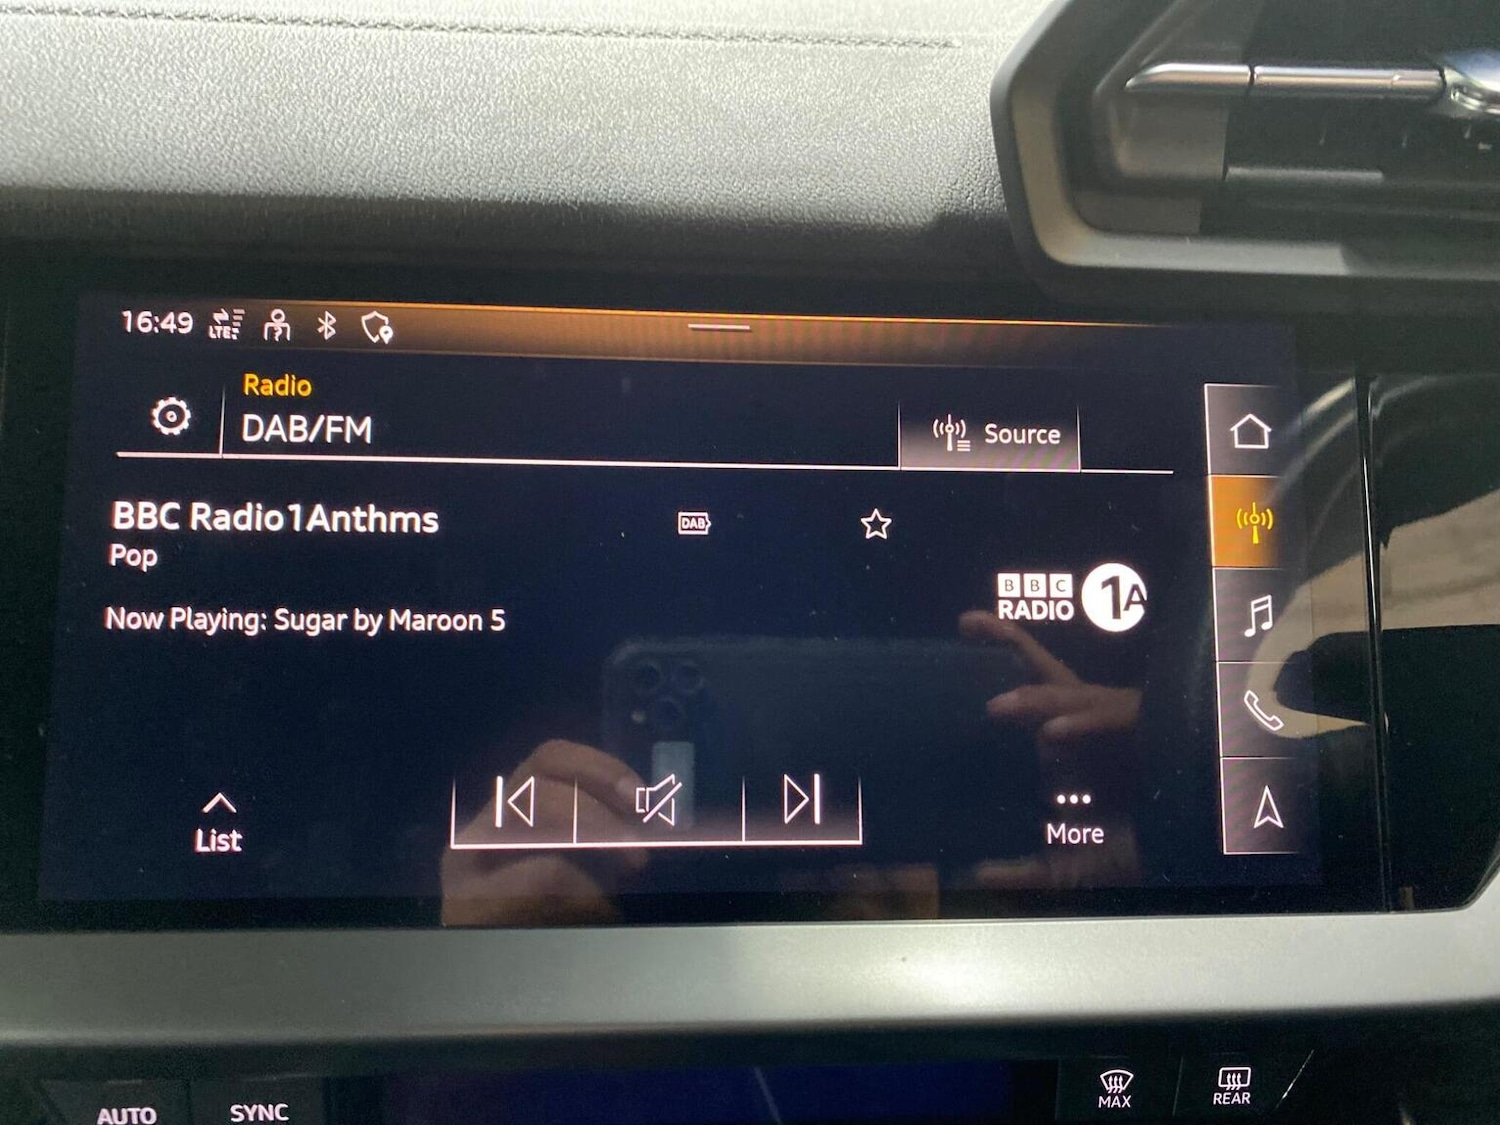 16:49 LTE
Radio
DAB/FM
Source
BBC Radio1Anthms
DAB
Pop
BBC
RADIO 1A
Now Playing: Sugar by Maroon 5
List
More
AUTO
SYNC
MAX
REAR